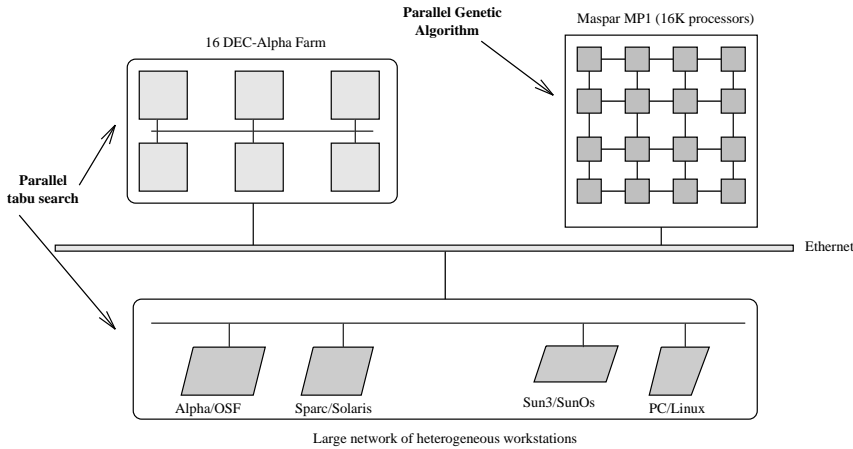 Parallel Genetic
Algorithm
Maspar MP1 (16K processors)
16 DEC-Alpha Farm
Parallel
tabu search
Ethernet
Alpha/OSF
Sparc/Solaris
Sun3/SunOs
PC/Linux
Large network of heterogeneous workstations